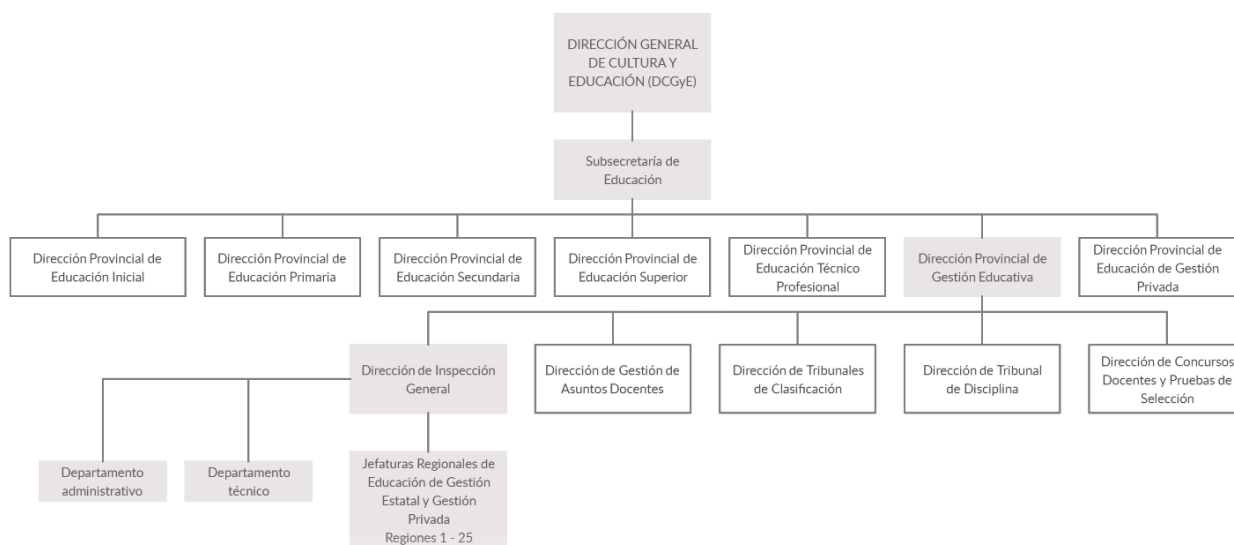 DIRECCIÓN GENERAL
DE CULTURA Y
EDUCACIÓN (DCGyE)
Subsecretaría de
Educación
Dirección Provincial de
Educación Inicial
Dirección Provincial de
Educación Primaria
Dirección Provincial de
Educación Secundaria
Dirección Provincial de
Educación Superior
Dirección Provincial de
Educación Técnico
Profesional
Dirección Provincial de
Gestión Educativa
Dirección Provincial de
Educación de Gestión
Privada
Dirección de Inspección
General
Dirección de Gestión de
Asuntos Docentes
Dirección de Tribunales
de Clasificación
Dirección de Tribunal
de Disciplina
Dirección de Concursos
Docentes y Pruebas de
Selección
Departamento
administrativo
Departamento
técnico
Jefaturas Regionales de
Educación de Gestión
Estatal y Gestión
Privada
Regiones 1 - 25